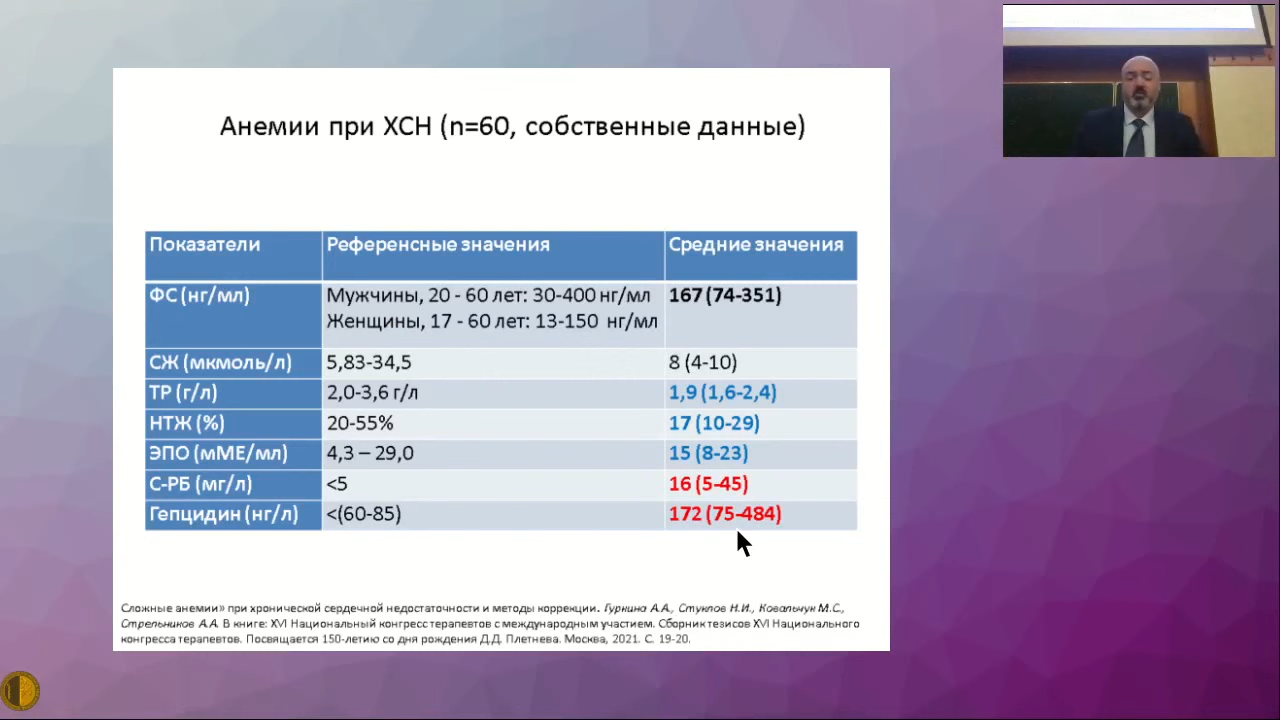 Анемии при ХСН (n=60, собственные данные)
Показатели Референсные значения Средние значения
ФС (нг/мл) Мужчины, 20 - 60 лет: 30-400 нг/мл 167 (74-351)
Женщины, 17 - 60 лет: 13-150 нг/мл
СЖ (мкмоль/л) 5,83-34,5 8 (4-10)
ТР (г/л) 2,0-3,6 г/л 1,9 (1,6-2,4)
НТЖ (%) 20-55% 17 (10-29)
ЭПО (мМЕ/мл) 4,3 – 29,0 15 (8-23)
С-РБ (мг/л) <5 16 (5-45)
Гепцидин (нг/л) <(60-85) 172 (75-484)
Сложные анемии» при хронической сердечной недостаточности и методы коррекции. Гуркина А.А., Стуклов Н.И., Ковальчук М.С.,
Стрельников А.А. В книге: XVI Национальный конгресс терапевтов с международным участием. Сборник тезисов XVI Национального
конгресса терапевтов. Посвящается 150-летию со дня рождения Д.Д. Плетнева. Москва, 2021. С. 19-20.